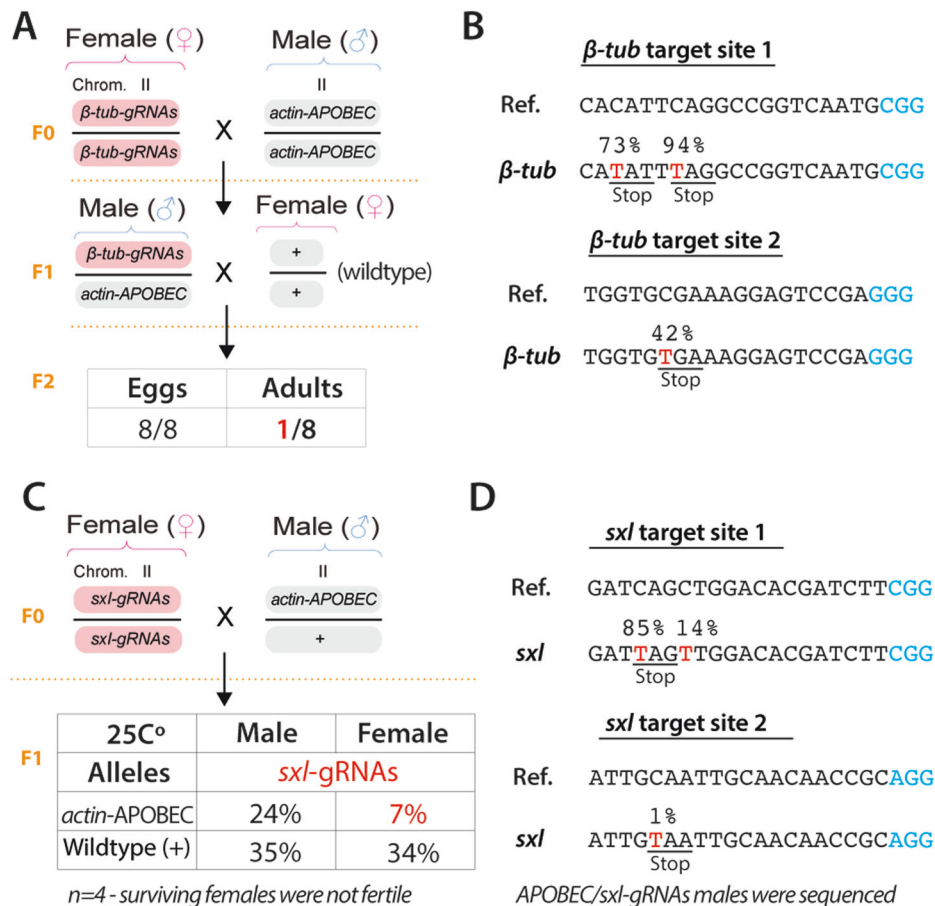 A
Female (♀) Male (♂)
Chrom. II II
β-tub-gRNAs X actin-APOBEC
F0
β-tub-gRNAs actin-APOBEC
Male (♂) Female (♀)
β-tub-gRNAs X +
F1 (wildtype)
actin-APOBEC +
F2
Eggs Adults
8/8 1/8
B
β-tub target site 1
Ref. CACATTCAGGCCGGTCAATGCGG
73% 94%
β-tub CATATTTAGGCCGGTCAATGCGG
Stop Stop
β-tub target site 2
Ref. TGGTGCGAAAGGAGTCCGAGGG
42%
β-tub TGGTGTGAAAGGAGTCCGAGGG
Stop
C
Female (♀) Male (♂)
Chrom. II II
sxl-gRNAs X actin-APOBEC
F0
sxl-gRNAs +
F1
25Cº Male Female
Alleles sxl-gRNAs
actin-APOBEC 24% 7%
Wildtype (+) 35% 34%
n=4 - surviving females were not fertile
D
sxl target site 1
Ref. GATCAGCTGGACACGATCTTCGG
85% 14%
sxl GATTAGTTGGACACGATCTTCGG
Stop
sxl target site 2
Ref. ATTGCAATTGCAACAACCGCAGG
1%
sxl ATTGTAATTGCAACAACCGCAGG
Stop
APOBEC/sxl-gRNAs males were sequenced